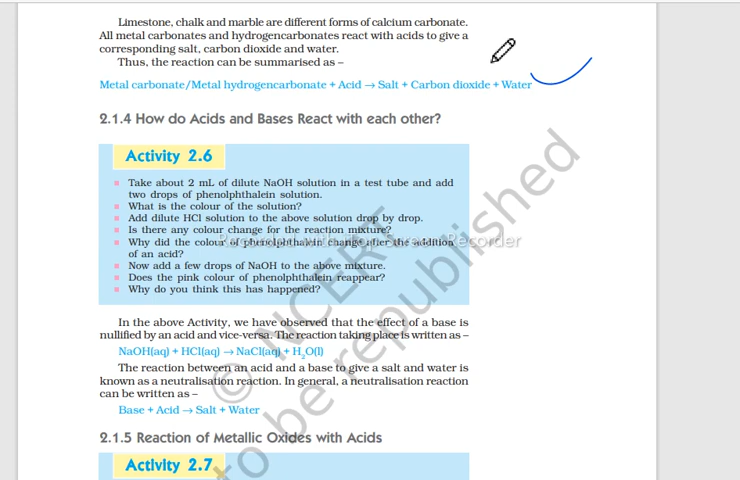 Limestone, chalk and marble are different forms of calcium carbonate.
All metal carbonates and hydrogencarbonates react with acids to give a
corresponding salt, carbon dioxide and water.
Thus, the reaction can be summarised as –
Metal carbonate/Metal hydrogencarbonate + Acid → Salt + Carbon dioxide + Water
2.1.4 How do Acids and Bases React with each other?
Activity 2.6
Take about 2 mL of dilute NaOH solution in a test tube and add
two drops of phenolphthalein solution.
What is the colour of the solution?
Add dilute HCl solution to the above solution drop by drop.
Is there any colour change for the reaction mixture?
Why did the colour of phenolphthalein change after the addition
of an acid?
Now add a few drops of NaOH to the above mixture.
Does the pink colour of phenolphthalein reappear?
Why do you think this has happened?
In the above Activity, we have observed that the effect of a base is
nullified by an acid and vice-versa. The reaction taking place is written as –
NaOH(aq) + HCl(aq) → NaCl(aq) + H₂O(l)
The reaction between an acid and a base to give a salt and water is
known as a neutralisation reaction. In general, a neutralisation reaction
can be written as –
Base + Acid → Salt + Water
2.1.5 Reaction of Metallic Oxides with Acids
Activity 2.7
© NCERT
to be republished
Recorder